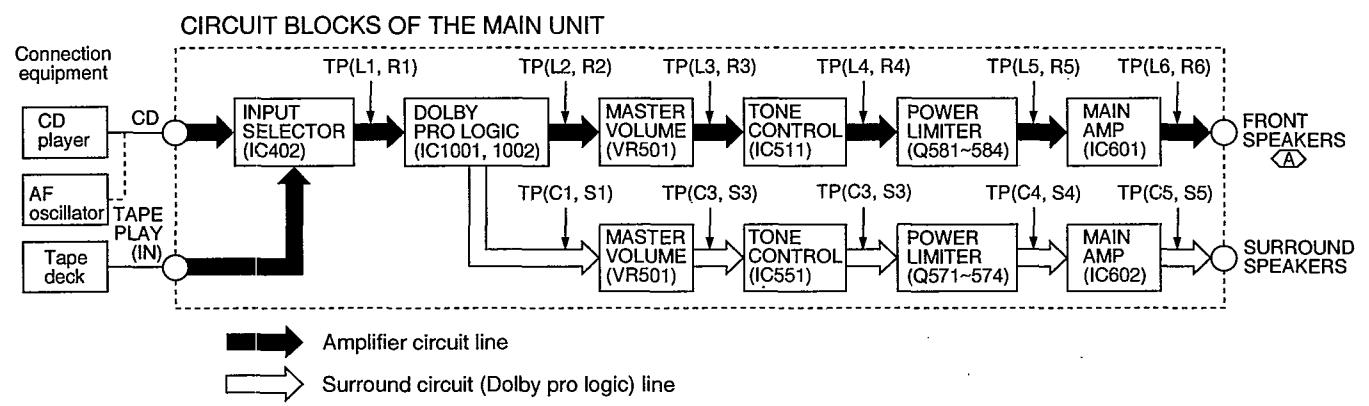 CIRCUIT BLOCKS OF THE MAIN UNIT
Connection
equipment
CD
player
CD
AF
oscillator
TAPE
PLAY
(IN)
Tape
deck
INPUT
SELECTOR
(IC402)
TP(L1, R1)
DOLBY
PRO LOGIC
(IC1001, 1002)
TP(L2, R2)
MASTER
VOLUME
(VR501)
TP(L3, R3)
TONE
CONTROL
(IC511)
TP(L4, R4)
POWER
LIMITER
(Q581~584)
TP(L5, R5)
MAIN
AMP
(IC601)
TP(L6, R6)
FRONT
SPEAKERS
A
TP(C1, S1)
MASTER
VOLUME
(VR501)
TP(C3, S3)
TONE
CONTROL
(IC551)
TP(C3, S3)
POWER
LIMITER
(Q571~574)
TP(C4, S4)
MAIN
AMP
(IC602)
TP(C5, S5)
SURROUND
SPEAKERS
Amplifier circuit line
Surround circuit (Dolby pro logic) line